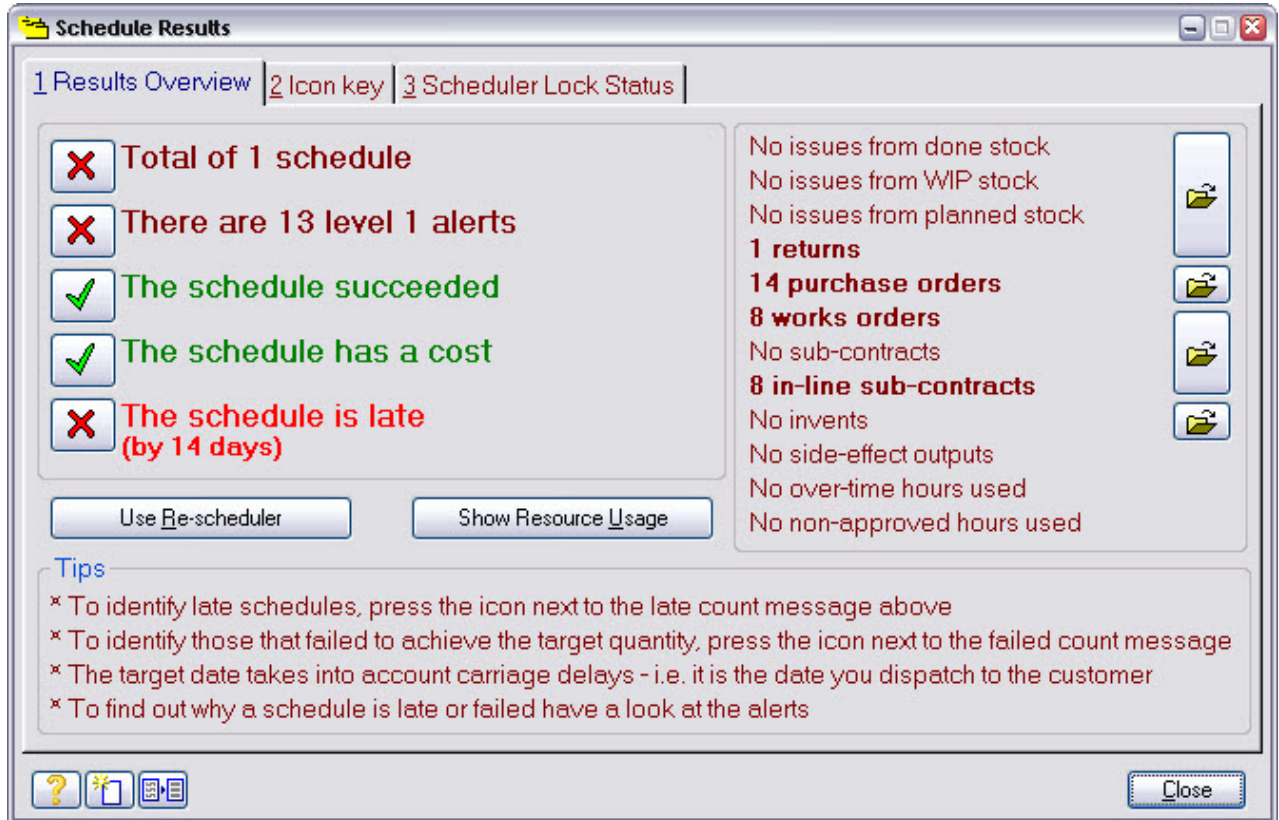 Schedule Results
1 Results Overview
2 Icon key
3 Scheduler Lock Status
Total of 1 schedule
There are 13 level 1 alerts
The schedule succeeded
The schedule has a cost
The schedule is late
(by 14 days)
No issues from done stock
No issues from WIP stock
No issues from planned stock
1 returns
14 purchase orders
8 works orders
No sub-contracts
8 in-line sub-contracts
No invents
No side-effect outputs
No over-time hours used
No non-approved hours used
Use Re-scheduler
Show Resource Usage
Tips
* To identify late schedules, press the icon next to the late count message above
* To identify those that failed to achieve the target quantity, press the icon next to the failed count message
* The target date takes into account carriage delays - i.e. it is the date you dispatch to the customer
* To find out why a schedule is late or failed have a look at the alerts
Close